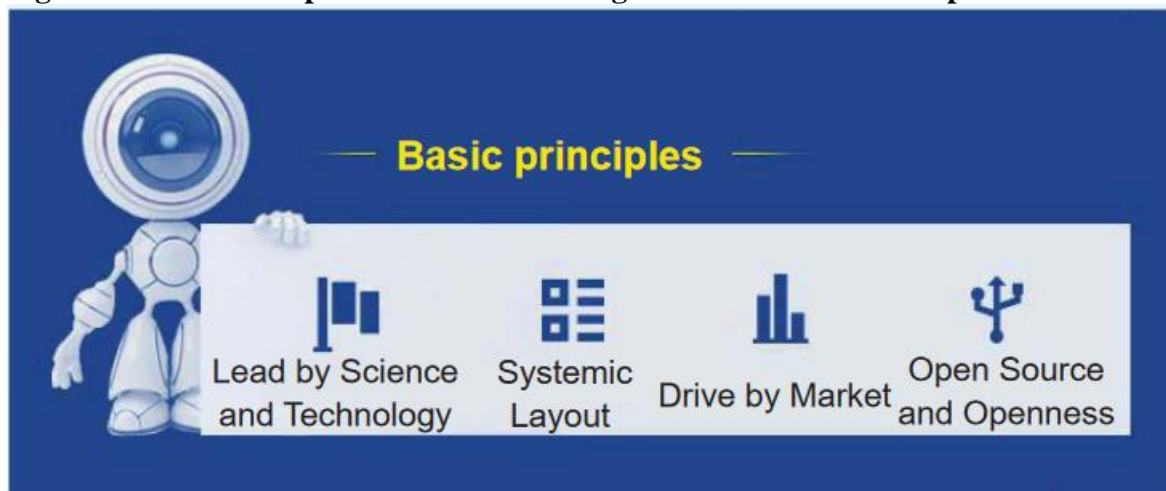 Basic principles
Lead by Science
and Technology
Systemic
Layout
Drive by Market
Open Source
and Openness